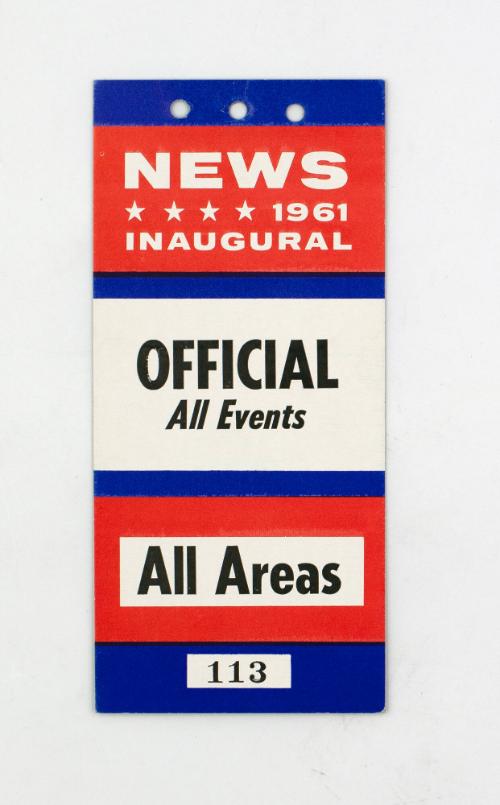 NEWS
★ ★ ★ ★ 1961
INAUGURAL
OFFICIAL
All Events
All Areas
113